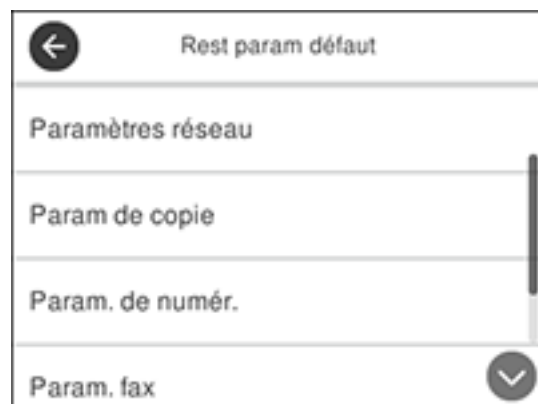 Rest param défaut
Paramètres réseau
Param de copie
Param. de numér.
Param. fax